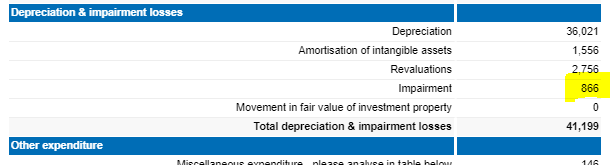 Depreciation & impairment losses
Depreciation 36,021
Amortisation of intangible assets 1,556
Revaluations 2,756
Impairment 866
Movement in fair value of investment property 0
Total depreciation & impairment losses 41,199
Other expenditure
Miscellaneous expenditure - please analyse in table below 146